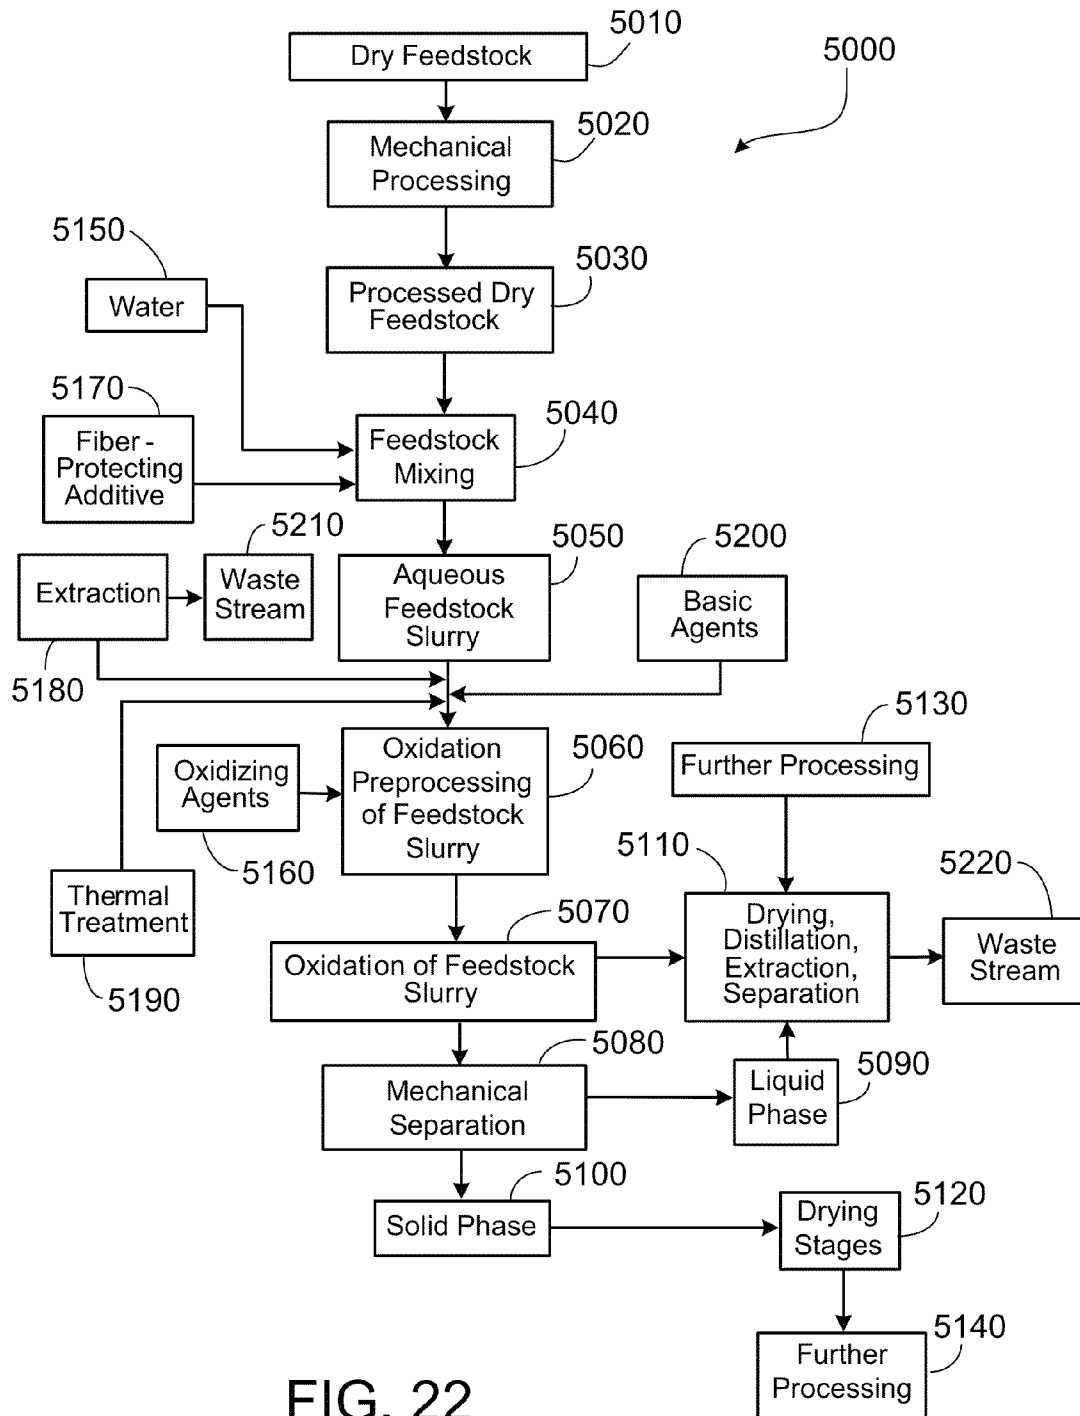 5010
Dry Feedstock
5000
5020
Mechanical
Processing
5150
5030
Water
Processed Dry
Feedstock
5170
5040
Fiber -
Protecting
Additive
Feedstock
Mixing
5210
5050
5200
Extraction
Waste
Stream
Aqueous
Feedstock
Slurry
Basic
Agents
5180
5130
Oxidation
Preprocessing
of Feedstock
Slurry
5060
Further Processing
Oxidizing
Agents
5160
5110
5220
Thermal
Treatment
5070
Drying,
Distillation,
Extraction,
Separation
Waste
Stream
5190
Oxidation of Feedstock
Slurry
5080
5090
Mechanical
Separation
Liquid
Phase
5100
5120
Solid Phase
Drying
Stages
5140
Further
Processing
FIG. 22